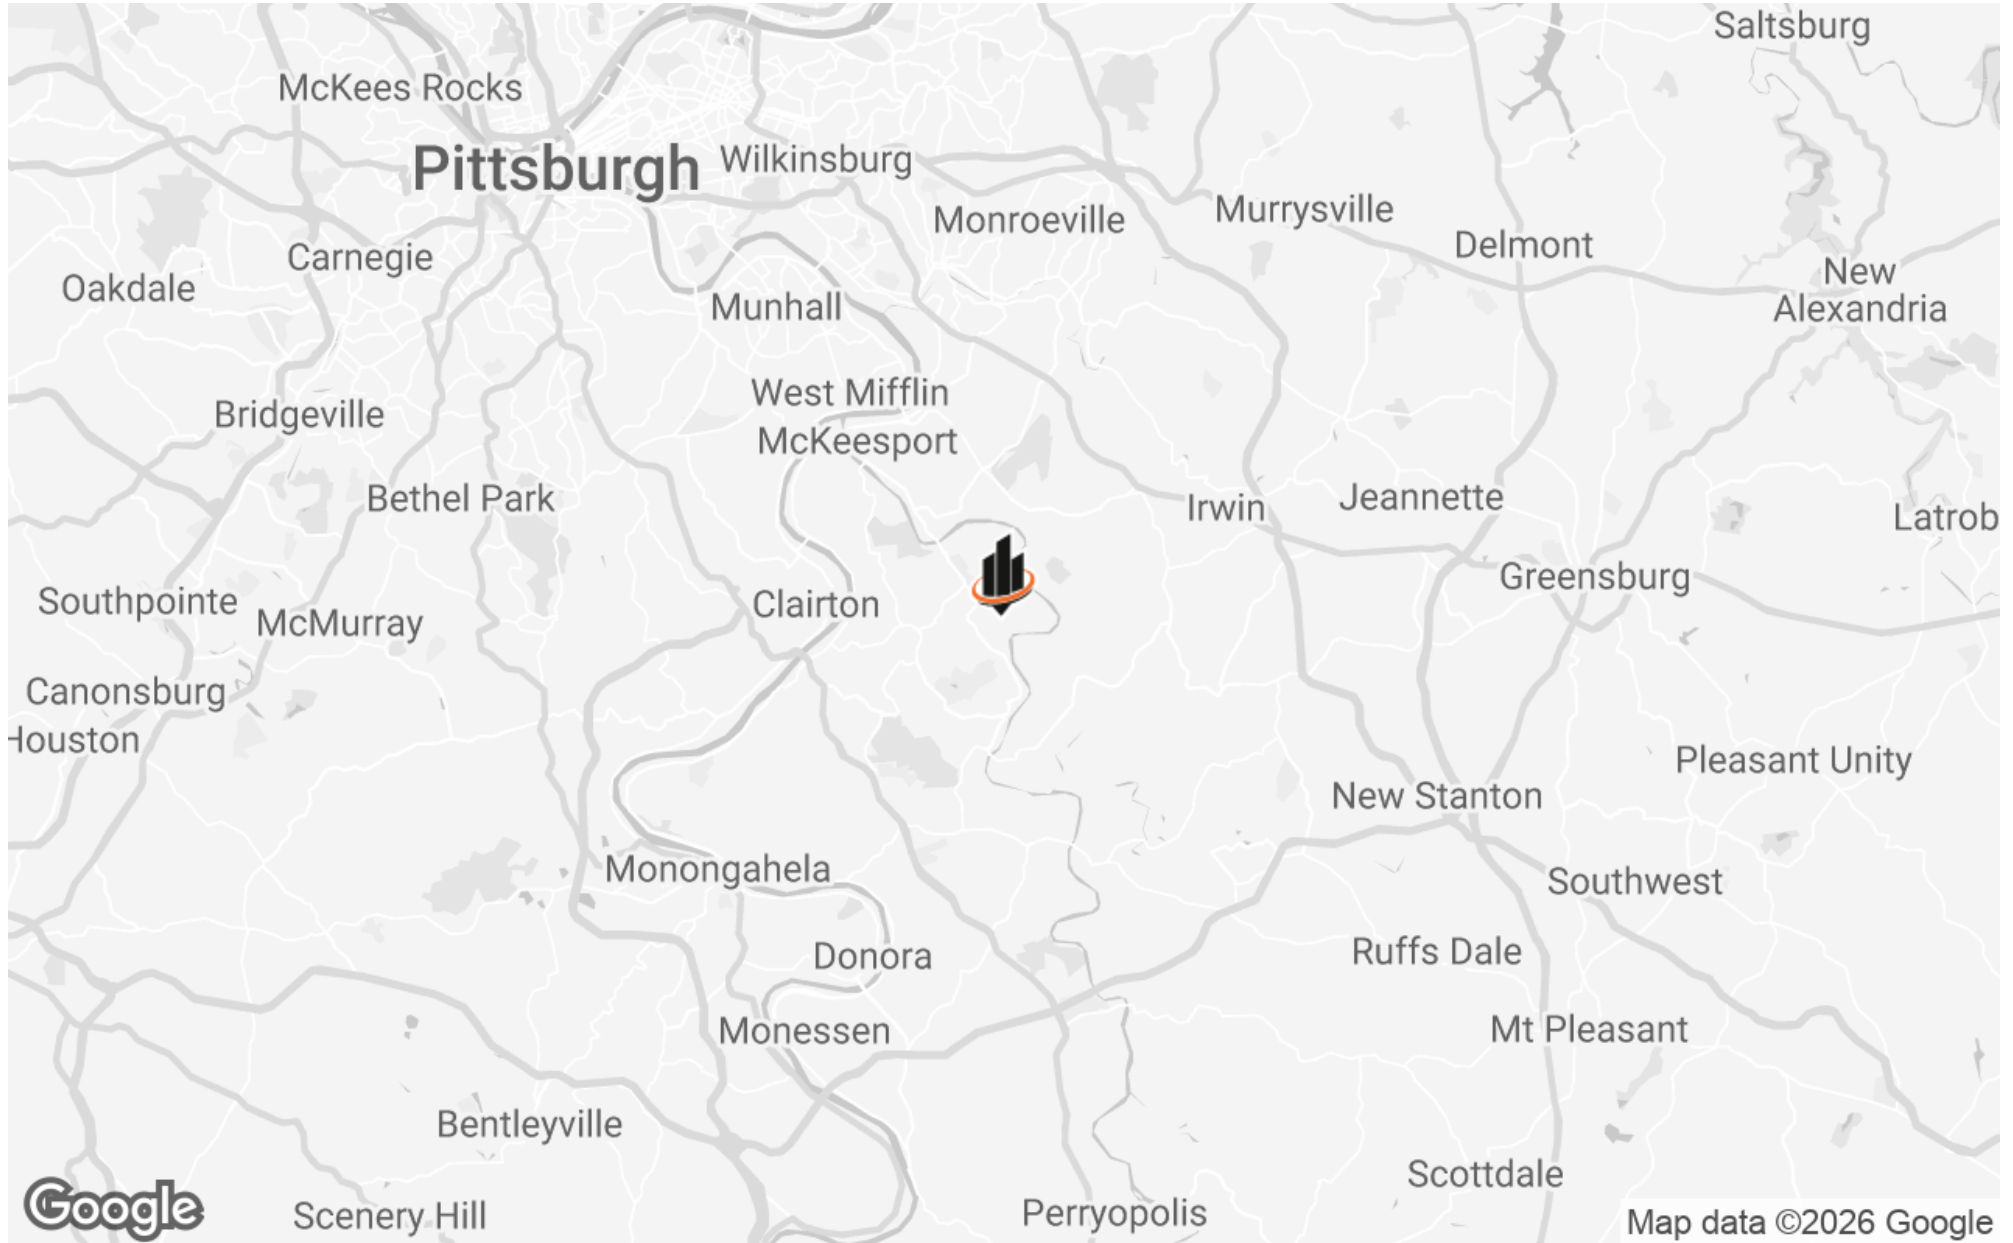 Saltsburg
McKees Rocks
Pittsburgh
Wilkinsburg
Monroeville
Murrysville
Delmont
Carnegie
Oakdale
New
Alexandria
Munhall
West Mifflin
Bridgeville
McKeesport
Bethel Park
Irwin
Jeannette
Latrob
Greensburg
Southpointe
Clairton
McMurray
Canonsburg
Houston
Pleasant Unity
New Stanton
Monongahela
Southwest
Donora
Ruffs Dale
Monessen
Mt Pleasant
Bentleyville
Scottdale
Google
Scenery Hill
Perryopolis
Map data ©2026 Google